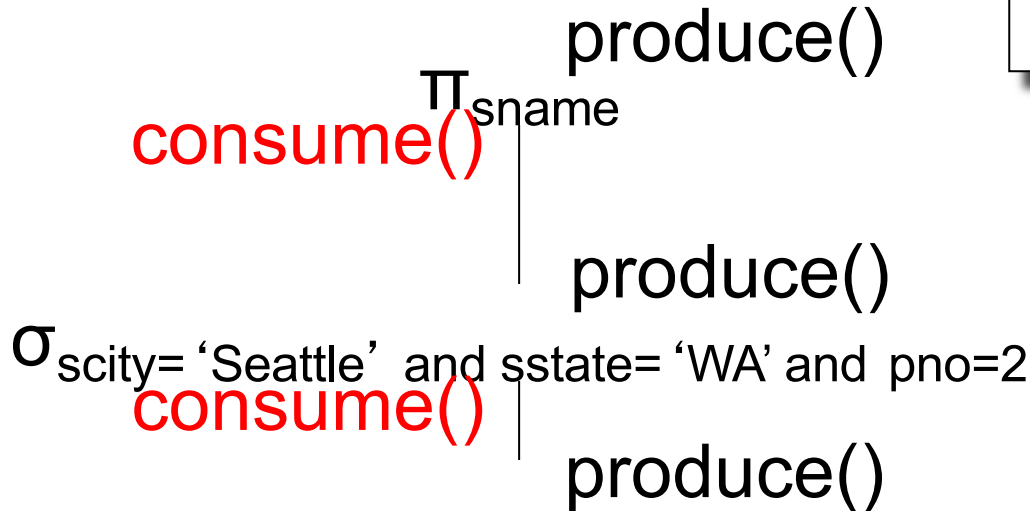 produce()
π sname
consume()
produce()
σ scity= ‘Seattle’ and sstate= ‘WA’ and pno=2
consume()
produce()